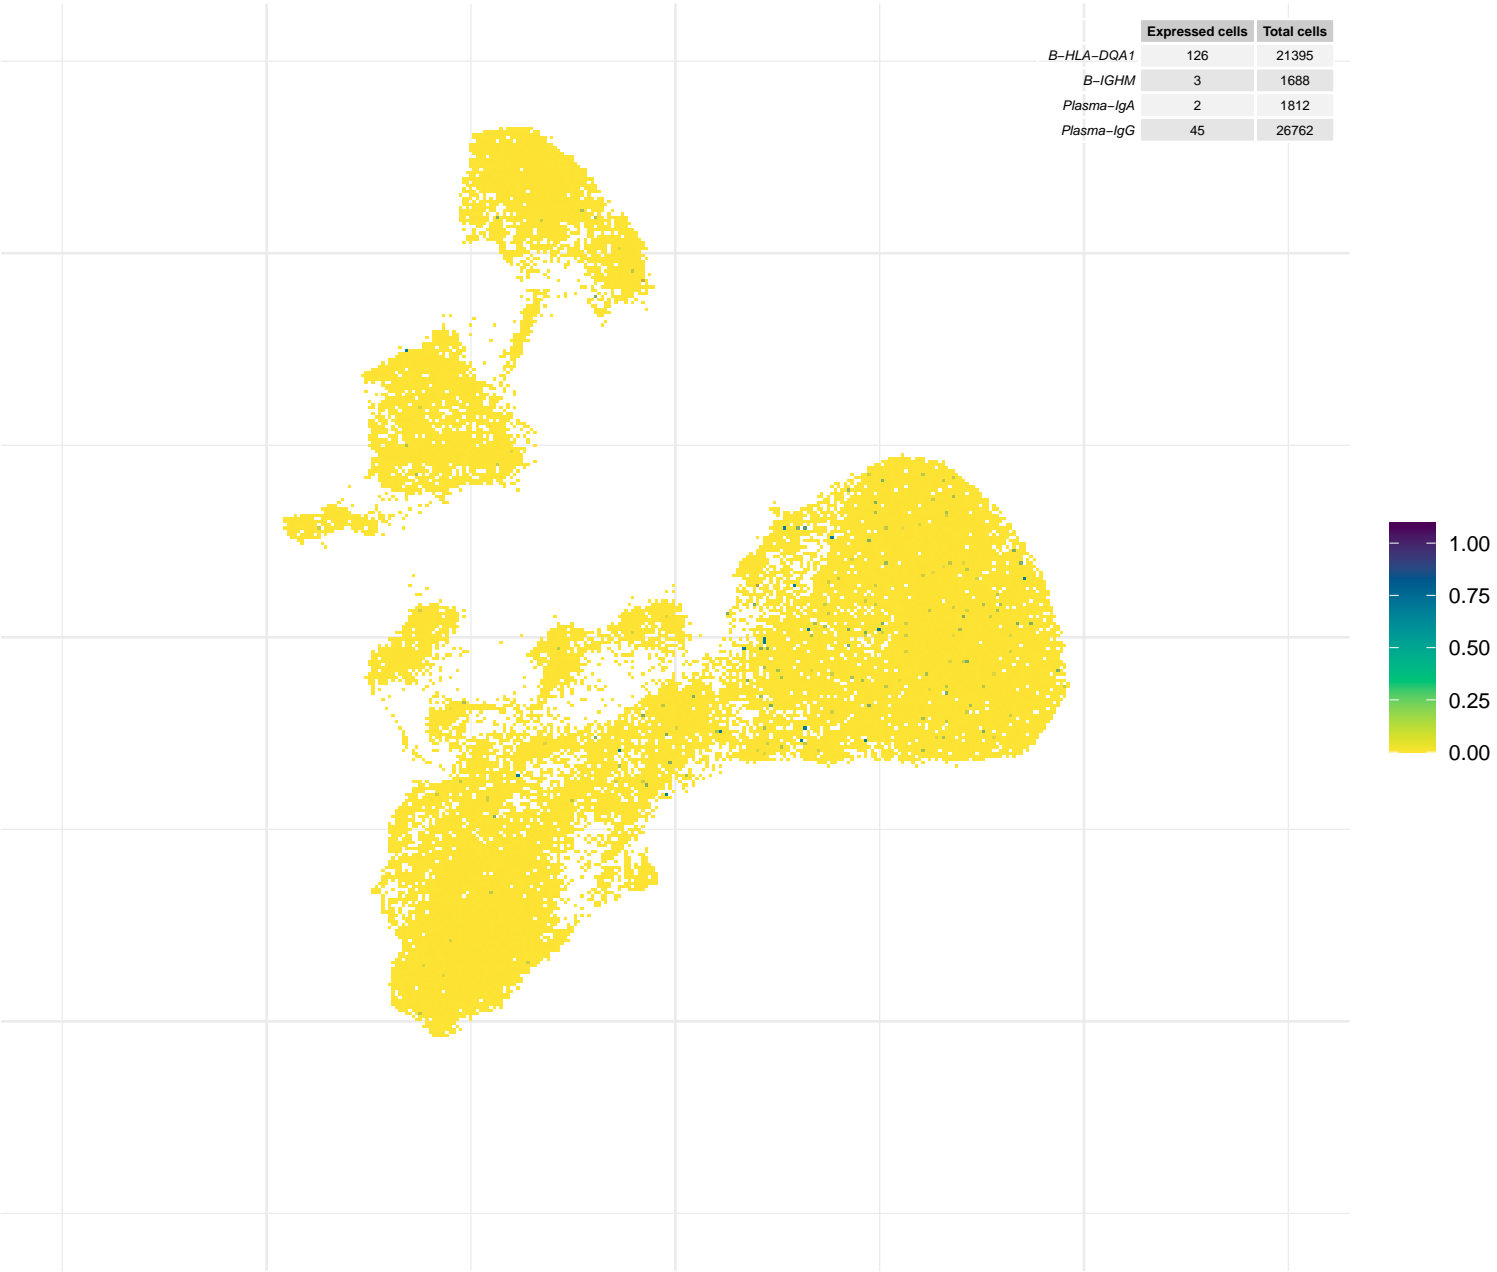 Expressed cells Total cells
B−HLA−DQA1 126 21395
B−IGHM 3 1688
Plasma−IgA 2 1812
Plasma−IgG 45 26762
1.00
0.75
0.50
0.25
0.00